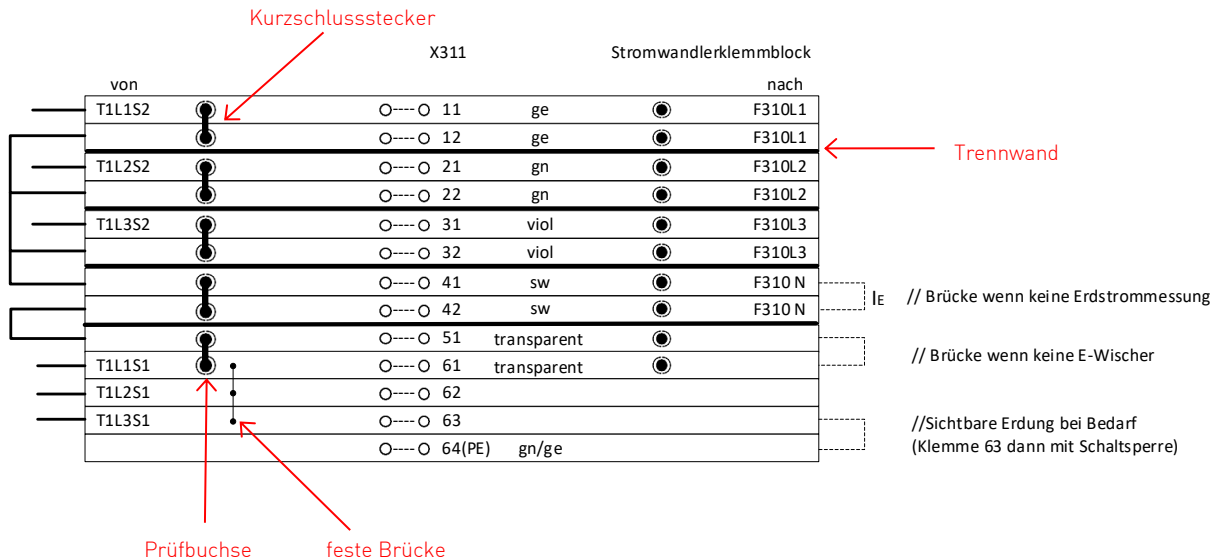 Kurzschlussstecker
X311 Stromwandlerklemmblock
von nach
T1L1S2 11 ge F310L1
12 ge F310L1
Trennwand
T1L2S2 21 gn F310L2
22 gn F310L2
T1L3S2 31 viol F310L3
32 viol F310L3
41 sw F310 N
IE // Brücke wenn keine Erdstrommessung
42 sw F310 N
51 transparent
// Brücke wenn keine E-Wischer
T1L1S1 61 transparent
T1L2S1 62
T1L3S1 63 //Sichtbare Erdung bei Bedarf
64(PE) gn/ge (Klemme 63 dann mit Schaltsperre)
Prüfbuchse feste Brücke